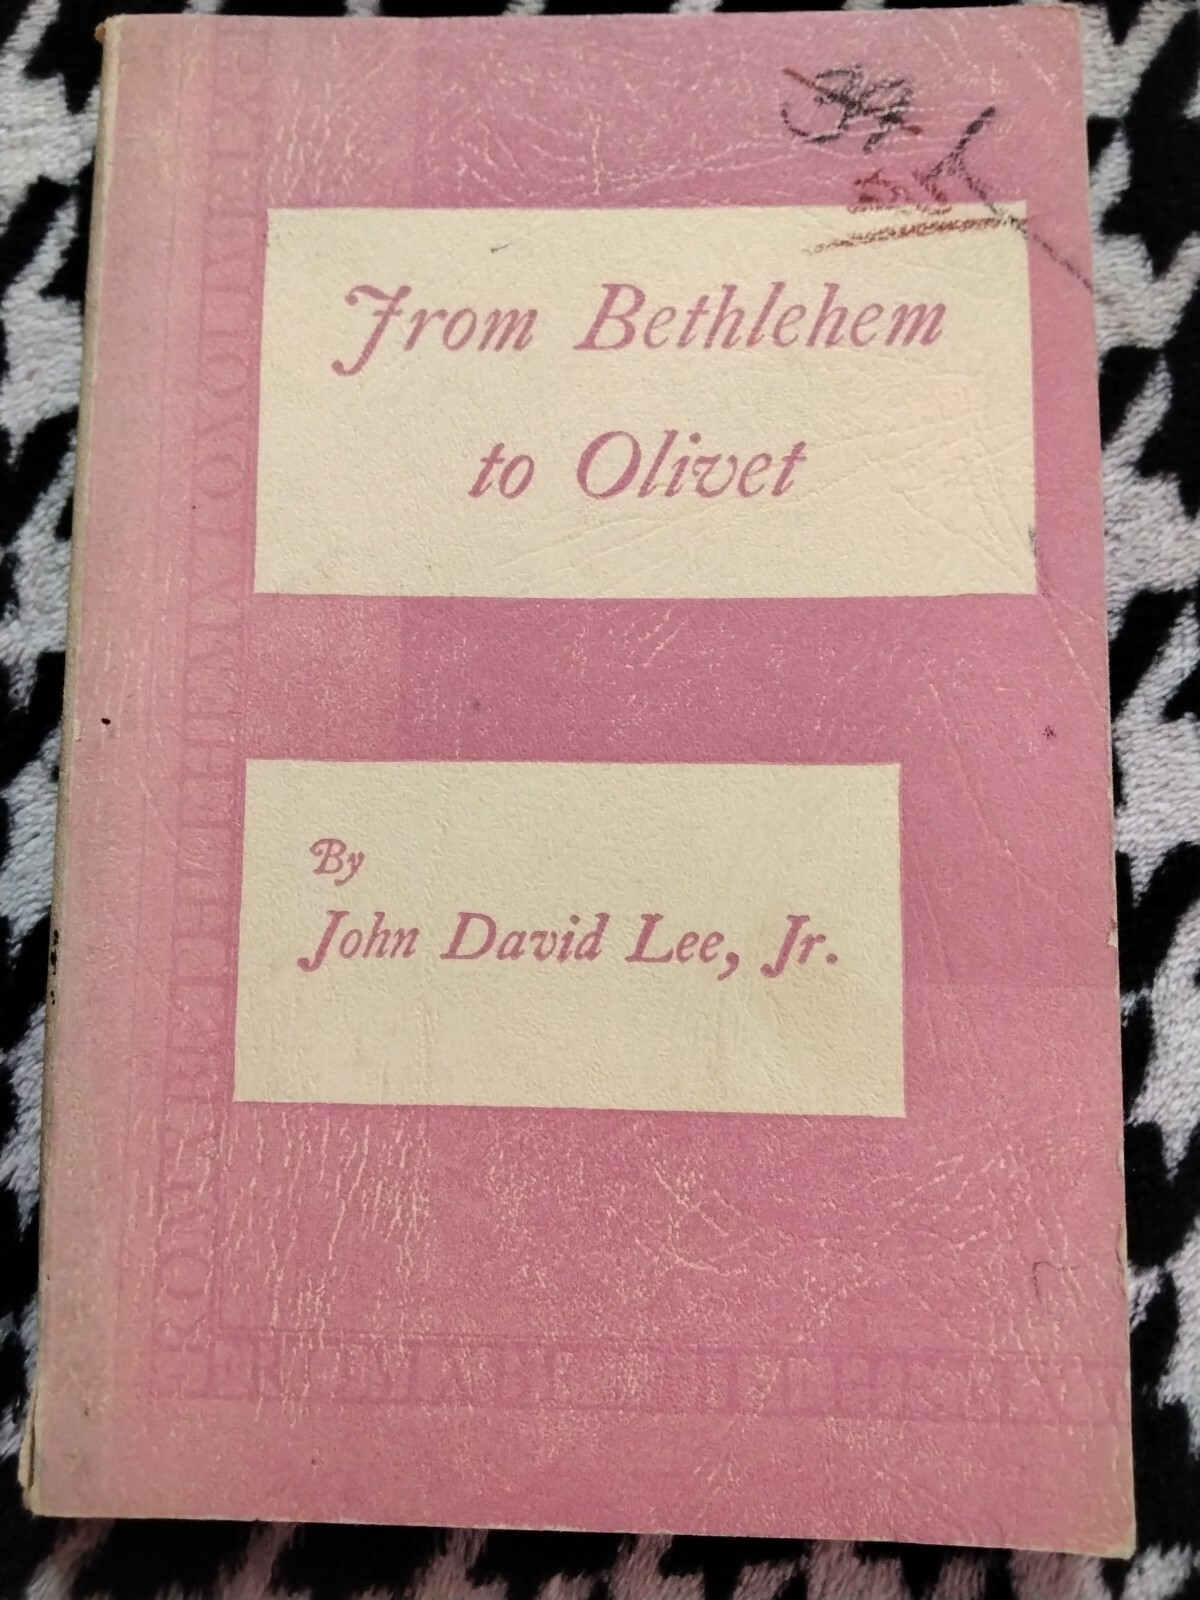 From Bethlehem
to Olivet
By
John David Lee, Jr.